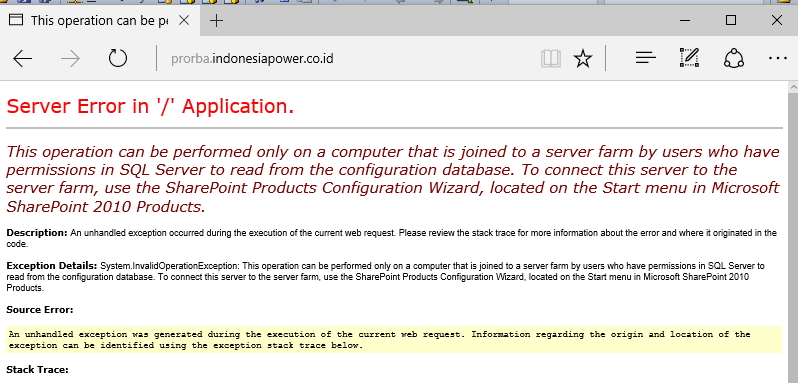 This operation can be p
prorba.indonesiapower.co.id
Server Error in '/' Application.
This operation can be performed only on a computer that is joined to a server farm by users who have
permissions in SQL Server to read from the configuration database. To connect this server to the
server farm, use the SharePoint Products Configuration Wizard, located on the Start menu in Microsoft
SharePoint 2010 Products.
Description: An unhandled exception occurred during the execution of the current web request. Please review the stack trace for more information about the error and where it originated in the
code.
Exception Details: System.InvalidOperationException: This operation can be performed only on a computer that is joined to a server farm by users who have permissions in SQL Server to
read from the configuration database. To connect this server to the server farm, use the SharePoint Products Configuration Wizard, located on the Start menu in Microsoft SharePoint 2010
Products.
Source Error:
An unhandled exception was generated during the execution of the current web request. Information regarding the origin and location of the
exception can be identified using the exception stack trace below.
Stack Trace: